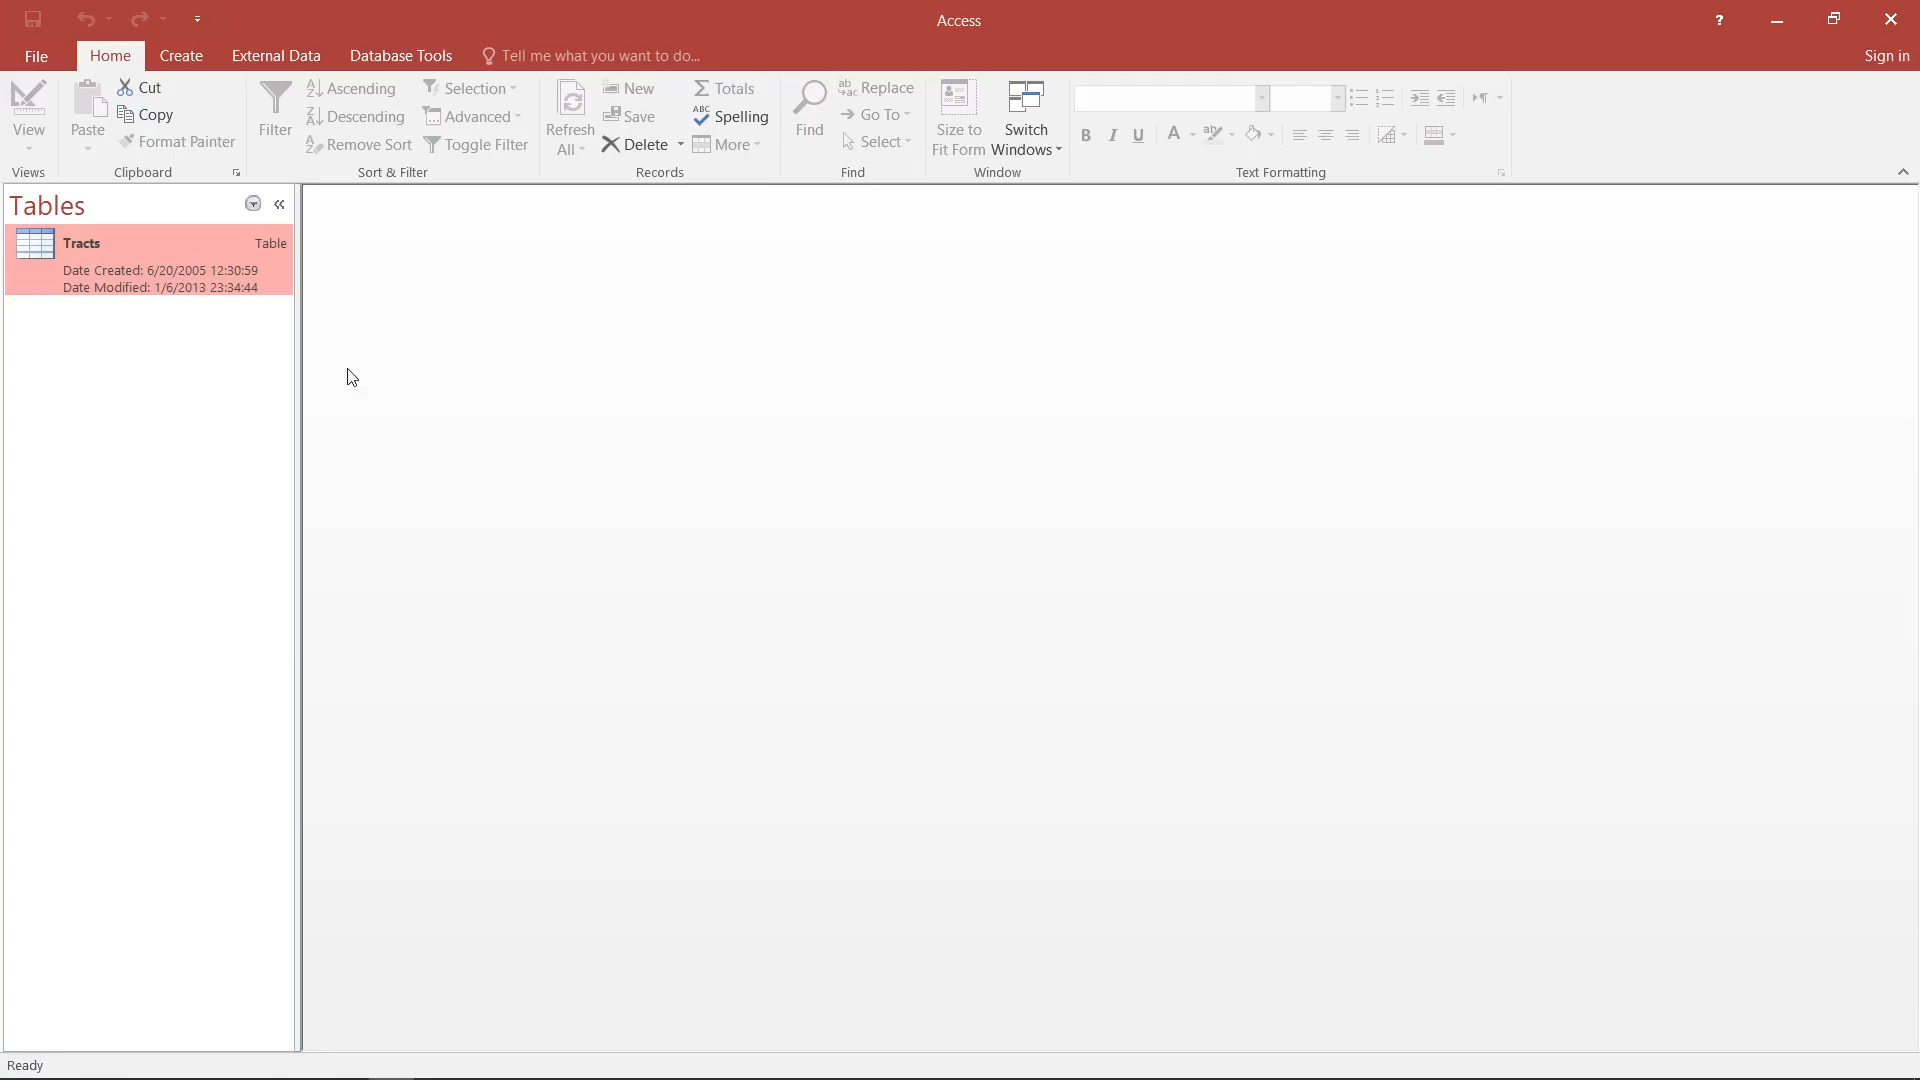 Access
?
File
Home
Create
External Data
Database Tools
Tell me what you want to do...
Sign in
View
Views
Paste
Cut
Copy
Format Painter
Clipboard
Filter
Ascending
Descending
Remove Sort
Selection
Advanced
Toggle Filter
Sort & Filter
Refresh
All
New
Save
Delete
Totals
Spelling
More
Records
Find
Replace
Go To
Select
Find
Size to
Fit Form
Switch
Windows
Window
B I U A
Text Formatting
Tables
Tracts Table
Date Created: 6/20/2005 12:30:59
Date Modified: 1/6/2013 23:34:44
Ready